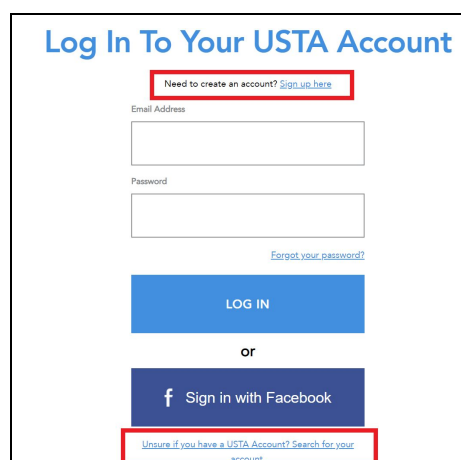 Log In To Your USTA Account
Need to create an account? Sign up here
Email Address
Password
Forgot your password?
LOG IN
or
f Sign in with Facebook
Unsure if you have a USTA Account? Search for your
account